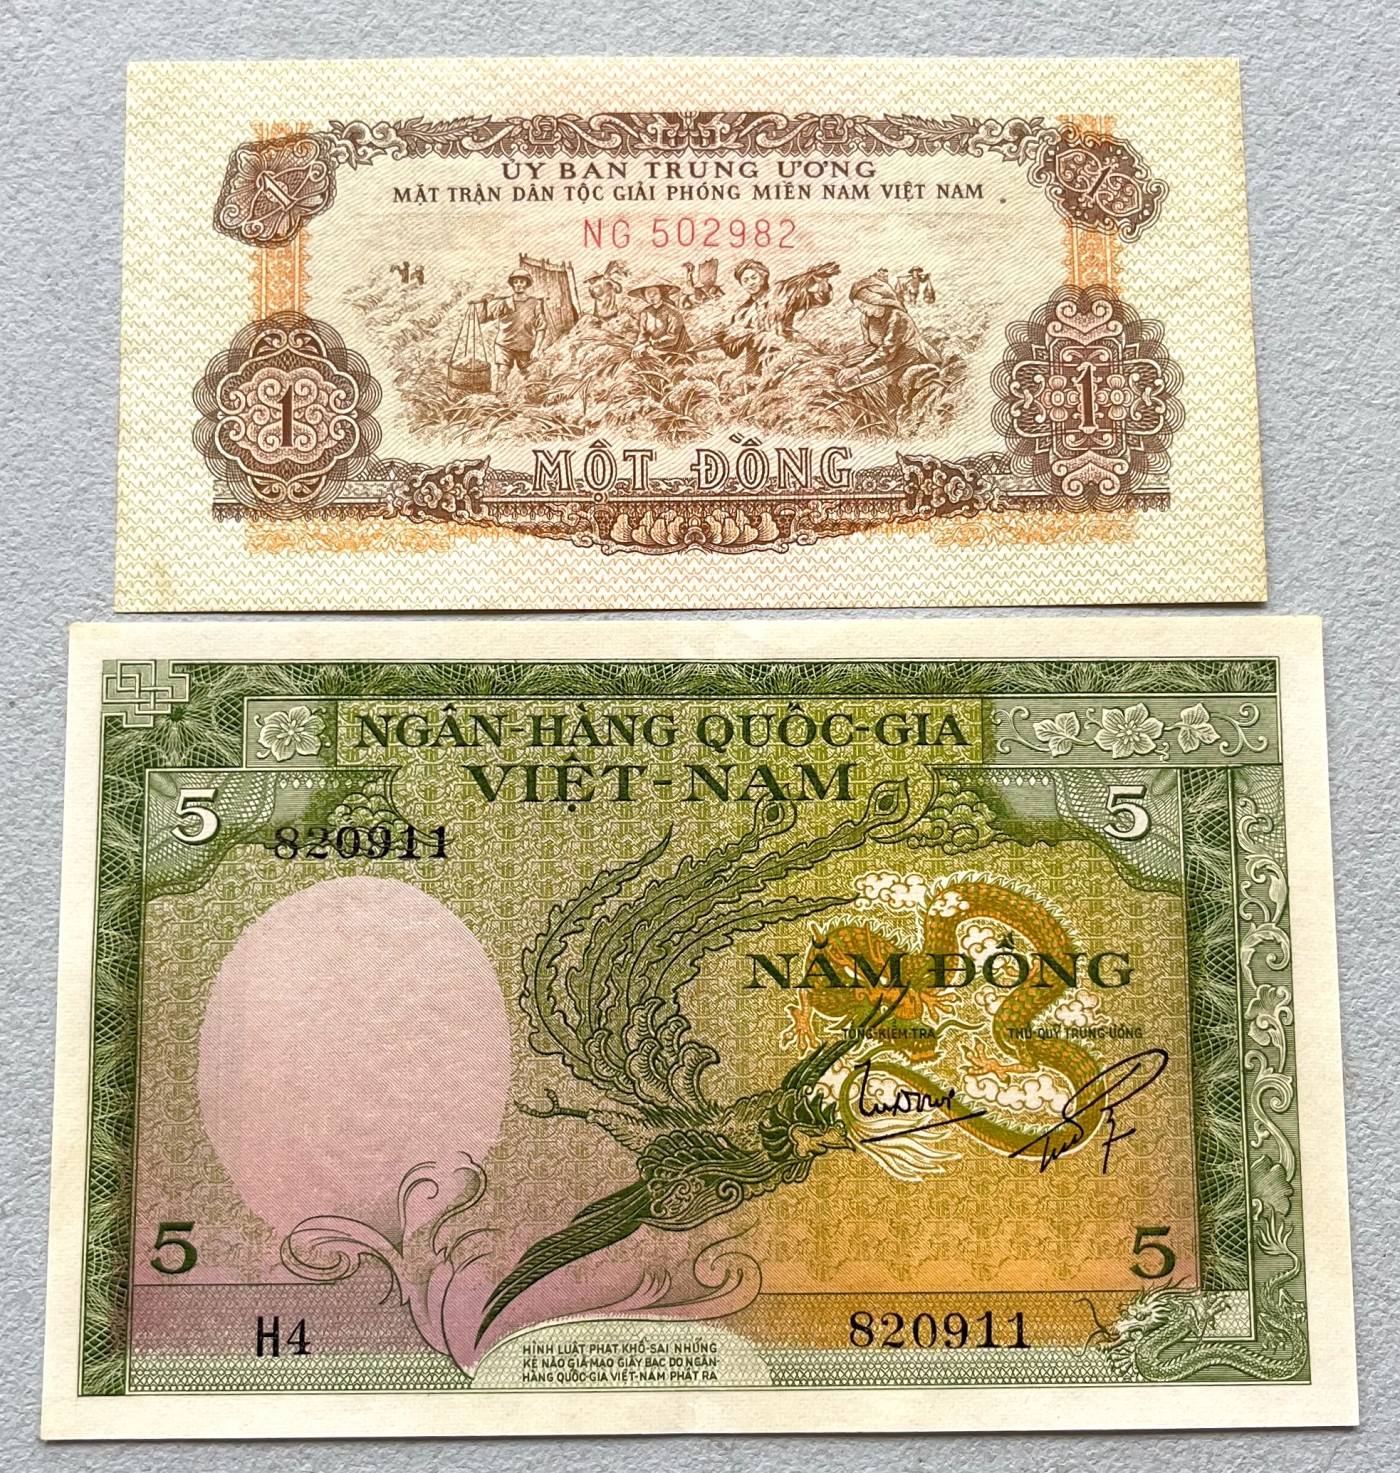 1
1
ỦY BAN TRUNG ƯƠNG
MẶT TRẬN DÂN TỘC GIẢI PHÓNG MIỀN NAM VIỆT NAM
NG 502982
1
1
MỘT ĐỒNG
NGÂN-HÀNG QUỐC-GIA
VIỆT-NAM
5
5
820911
NĂM ĐỒNG
TỔNG-KIỂM-TRA
THỦ-QUỸ TRUNG-ƯƠNG
5
5
H4
820911
HÌNH LUẬT PHẠT KHỔ-SAI NHỮNG
KẺ NÀO GIẢ-MẠO GIẤY BẠC DO NGÂN-
HÀNG QUỐC-GIA VIỆT-NAM PHÁT RA